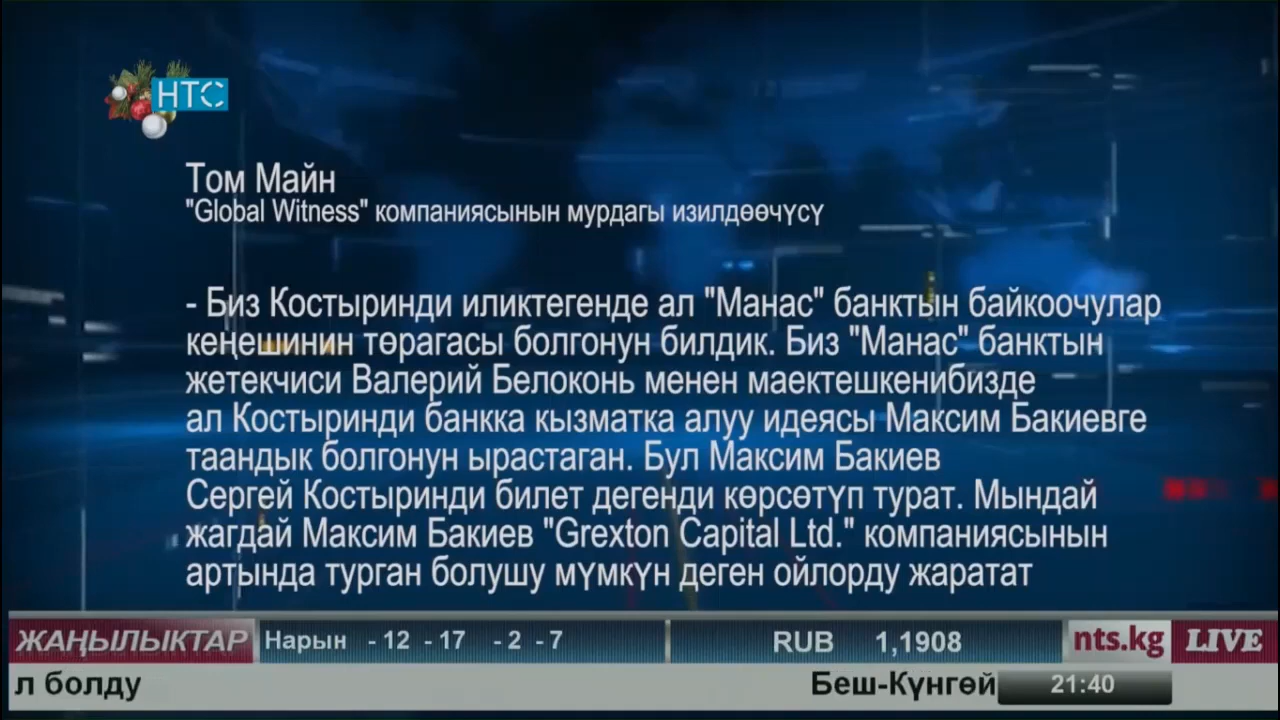 НТС
Том Майн
"Global Witness" компаниясынын мурдагы изилдөөчүсү
- Биз Костыринди иликтегенде ал "Манас" банктын байкоочулар
кеңешинин төрагасы болгонун билдик. Биз "Манас" банктын
жетекчиси Валерий Белоконь менен маектешкенибизде
ал Костыринди банкка кызматка алуу идеясы Максим Бакиевге
таандык болгонун ырастаган. Бул Максим Бакиев
Сергей Костыринди билет дегенди көрсөтүп турат. Мындай
жагдай Максим Бакиев "Grexton Capital Ltd." компаниясынын
артында турган болушу мүмкүн деген ойлорду жаратат
ЖАҢЫЛЫКТАР Нарын - 12 - 17 - 2 - 7 RUB 1,1908 nts.kg LIVE
л болду Беш-Күнгөй 21:40